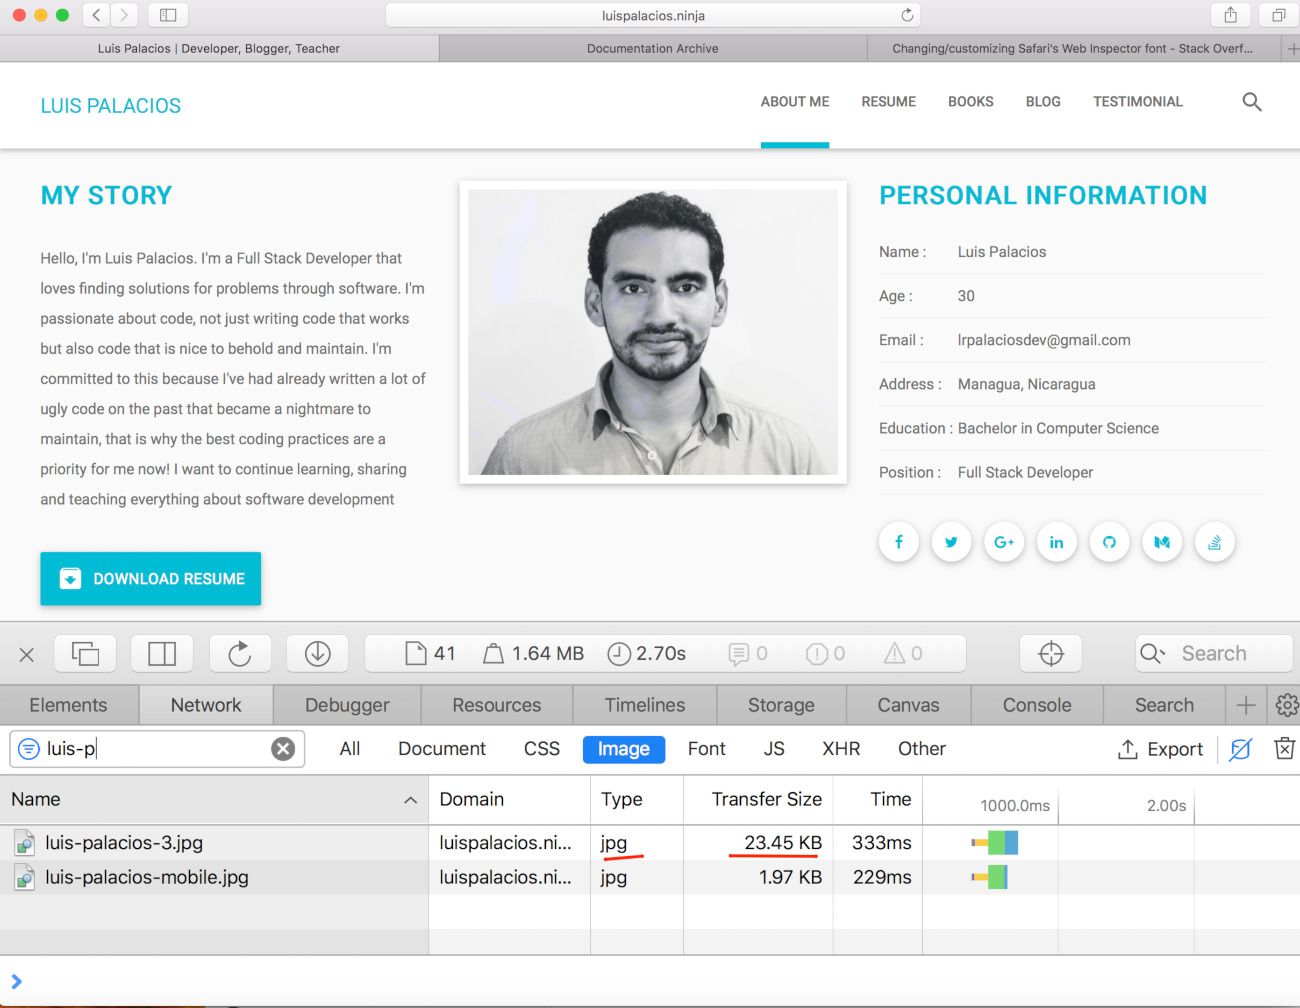 luispalacios.ninja
Luis Palacios | Developer, Blogger, Teacher
Documentation Archive
Changing/customizing Safari's Web Inspector font - Stack Overf...
LUIS PALACIOS
ABOUT ME
RESUME
BOOKS
BLOG
TESTIMONIAL
MY STORY
Hello, I'm Luis Palacios. I'm a Full Stack Developer that
loves finding solutions for problems through software. I'm
passionate about code, not just writing code that works
but also code that is nice to behold and maintain. I'm
committed to this because I've had already written a lot of
ugly code on the past that became a nightmare to
maintain, that is why the best coding practices are a
priority for me now! I want to continue learning, sharing
and teaching everything about software development
DOWNLOAD RESUME
PERSONAL INFORMATION
Name : Luis Palacios
Age : 30
Email : lrpalaciosdev@gmail.com
Address : Managua, Nicaragua
Education : Bachelor in Computer Science
Position : Full Stack Developer
f G+ in
41 1.64 MB 2.70s 0 0 0 Search
Elements Network Debugger Resources Timelines Storage Canvas Console Search
luis-p All Document CSS Image Font JS XHR Other Export
Name Domain Type Transfer Size Time 1000.0ms 2.00s
luis-palacios-3.jpg luispalacios.ni... jpg 23.45 KB 333ms
luis-palacios-mobile.jpg luispalacios.ni... jpg 1.97 KB 229ms